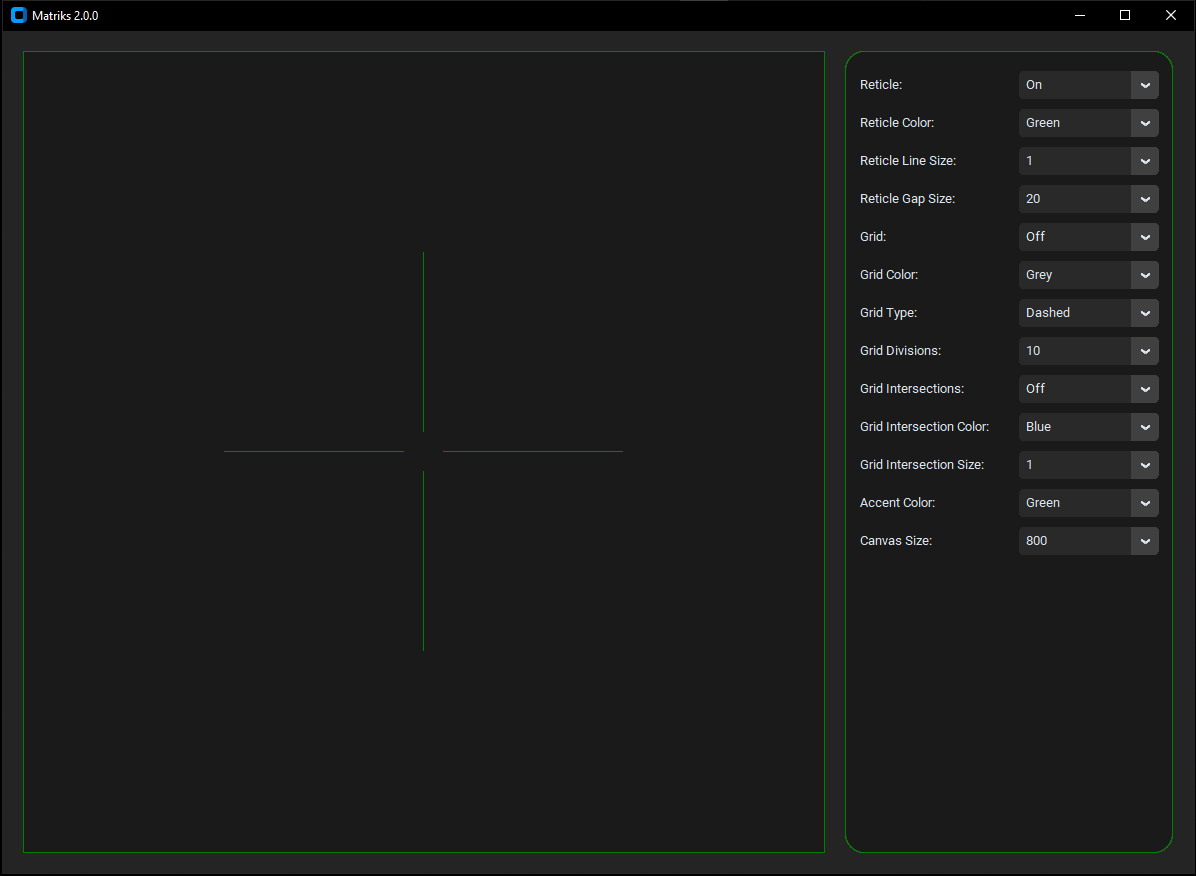 Matriks 2.0.0
Reticle: On
Reticle Color: Green
Reticle Line Size: 1
Reticle Gap Size: 20
Grid: Off
Grid Color: Grey
Grid Type: Dashed
Grid Divisions: 10
Grid Intersections: Off
Grid Intersection Color: Blue
Grid Intersection Size: 1
Accent Color: Green
Canvas Size: 800